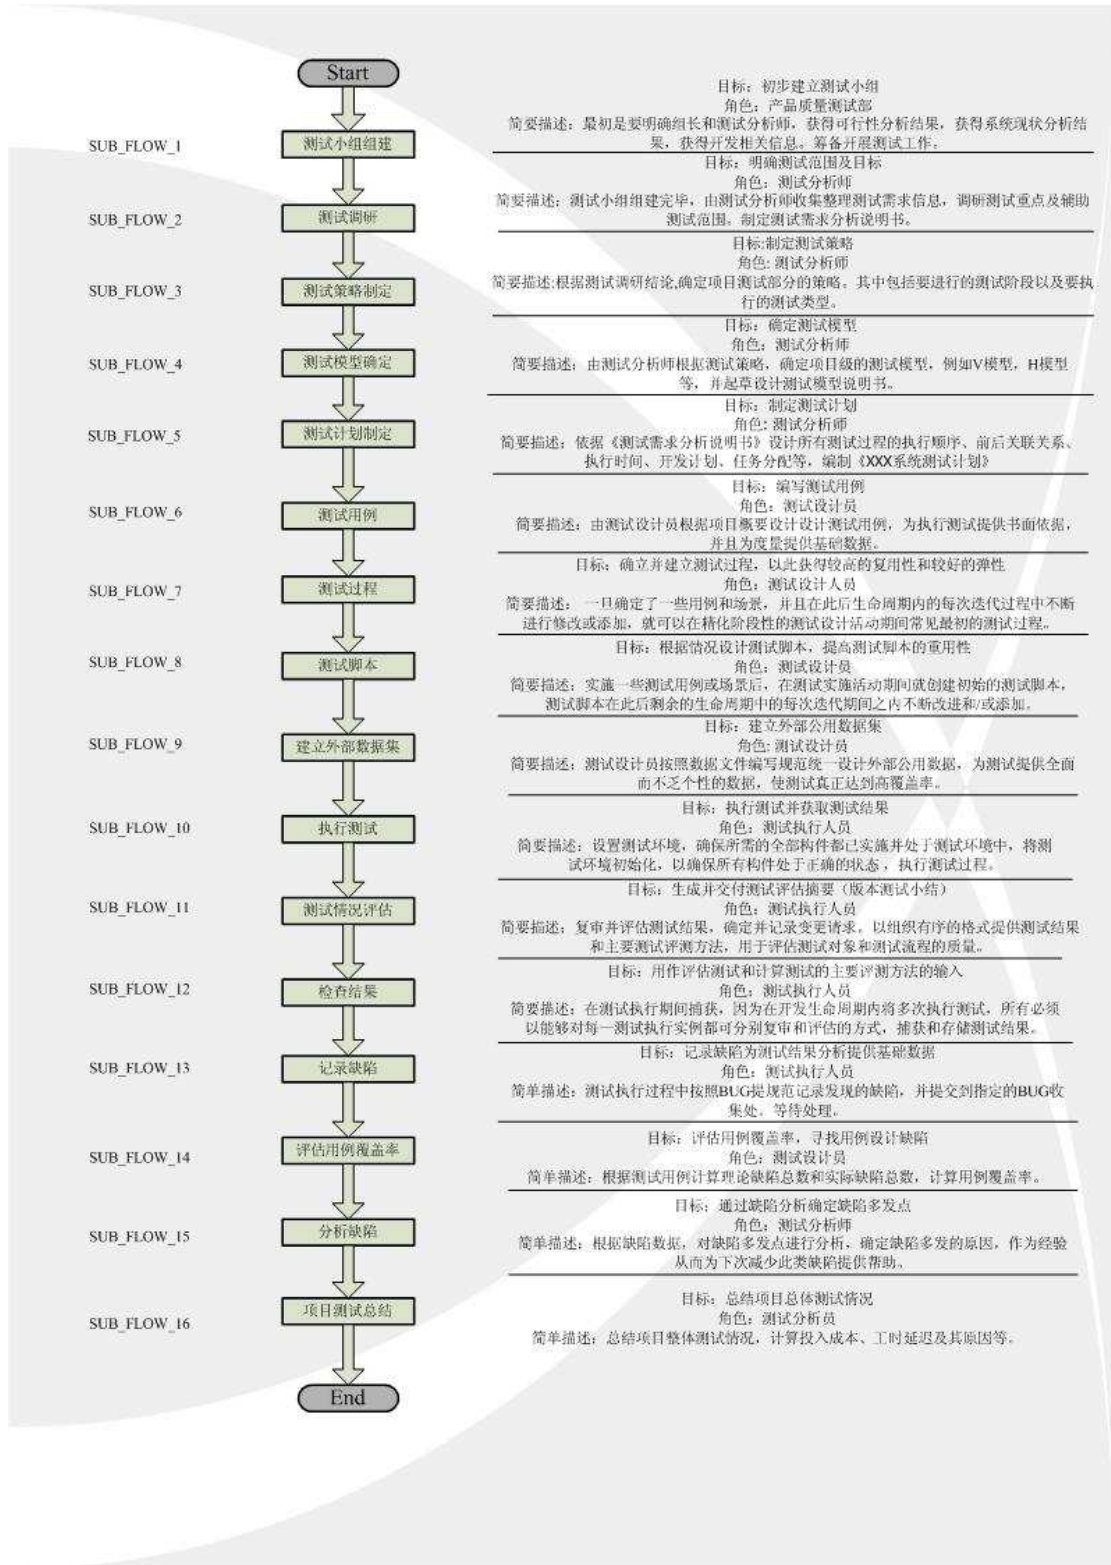 Start
目标：初步建立测试小组
角色：产品质量测试部
简要描述：最初是要明确组长和测试分析师，获得可行性分析结果，获得系统现状分析结
果，获得开发相关信息。筹备开展测试工作。
SUB_FLOW_1
测试小组组建
目标：明确测试范围及目标
角色：测试分析师
简要描述：测试小组组建完毕，由测试分析师收集整理测试需求信息，调研测试重点及辅助
测试范围。制定测试需求分析说明书。
SUB_FLOW_2
测试调研
目标:制定测试策略
角色: 测试分析师
简要描述:根据测试调研结论,确定项目测试部分的策略。其中包括要进行的测试阶段以及要执
行的测试类型。
SUB_FLOW_3
测试策略制定
目标：确定测试模型
角色：测试分析师
简要描述：由测试分析师根据测试策略，确定项目级的测试模型，例如V模型，H模型
等，并起草设计测试模型说明书。
SUB_FLOW_4
测试模型确定
目标：制定测试计划
角色：测试分析师
简要描述：依据《测试需求分析说明书》设计所有测试过程的执行顺序、前后关联关系、
执行时间、开发计划、任务分配等，编制《XXX系统测试计划》
SUB_FLOW_5
测试计划制定
目标：编写测试用例
角色：测试设计员
简要描述：由测试设计员根据项目概要设计设计测试用例，为执行测试提供书面依据，
并且为度量提供基础数据。
SUB_FLOW_6
测试用例
目标：确立并建立测试过程，以此获得较高的复用性和较好的弹性
角色：测试设计人员
简要描述： 一旦确定了一些用例和场景，并且在此后生命周期内的每次迭代过程中不断
进行修改或添加，就可以在精化阶段性的测试设计活动期间常见最初的测试过程。
SUB_FLOW_7
测试过程
目标：根据情况设计测试脚本，提高测试脚本的重用性
角色：测试设计员
简要描述：实施一些测试用例或场景后，在测试实施活动期间就创建初始的测试脚本，
测试脚本在此后剩余的生命周期中的每次迭代期间之内不断改进和/或添加。
SUB_FLOW_8
测试脚本
目标：建立外部公用数据集
角色: 测试设计员
简要描述：测试设计员按照数据文件编写规范统一设计外部公用数据，为测试提供全面
而不乏个性的数据，使测试真正达到高覆盖率。
SUB_FLOW_9
建立外部数据集
目标：执行测试并获取测试结果
角色：测试执行人员
简要描述：设置测试环境，确保所需的全部构件都已实施并处于测试环境中，将测
试环境初始化，以确保所有构件处于正确的状态，执行测试过程。
SUB_FLOW_10
执行测试
目标：生成并交付测试评估摘要（版本测试小结）
角色：测试执行人员
简要描述：复审并评估测试结果，确定并记录变更请求。以组织有序的格式提供测试结果
和主要测试评测方法，用于评估测试对象和测试流程的质量。
SUB_FLOW_11
测试情况评估
目标：用作评估测试和计算测试的主要评测方法的输入
角色：测试执行人员
简要描述：在测试执行期间捕获，因为在开发生命周期内将多次执行测试，所有必须
以能够对每一测试执行实例都可分别复审和评估的方式，捕获和存储测试结果。
SUB_FLOW_12
检查结果
目标：记录缺陷为测试结果分析提供基础数据
角色：测试执行人员
简单描述：测试执行过程中按照BUG提规范记录发现的缺陷，并提交到指定的BUG收
集处。等待处理。
SUB_FLOW_13
记录缺陷
目标：评估用例覆盖率，寻找用例设计缺陷
角色：测试设计员
简单描述：根据测试用例计算理论缺陷总数和实际缺陷总数，计算用例覆盖率。
SUB_FLOW_14
评估用例覆盖率
目标：通过缺陷分析确定缺陷多发点
角色：测试分析师
简单描述：根据缺陷数据，对缺陷多发点进行分析，确定缺陷多发的原因，作为经验
从而为下次减少此类缺陷提供帮助。
SUB_FLOW_15
分析缺陷
目标：总结项目总体测试情况
角色：测试分析员
简单描述：总结项目整体测试情况，计算投入成本、工时延迟及其原因等。
SUB_FLOW_16
项目测试总结
End